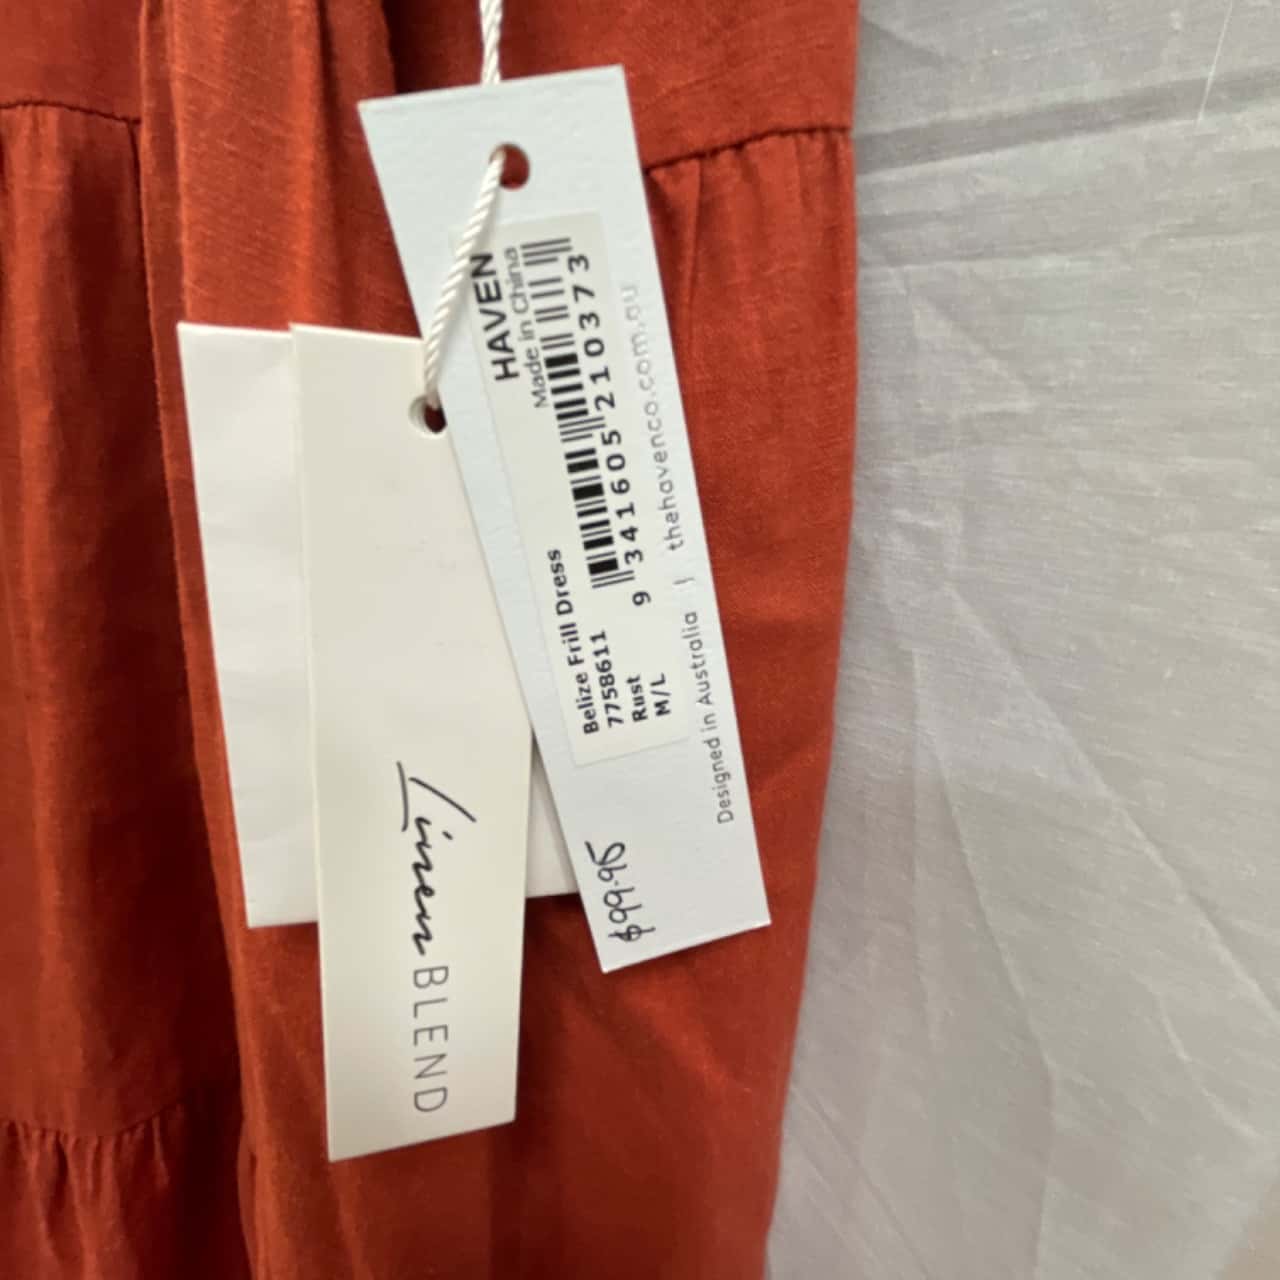 HAVEN
Made in China
9 341605 210373
Belize Frill Dress
7758611
Rust
M/L
Designed in Australia | thehavenco.com.au
$99.95
Linen BLEND